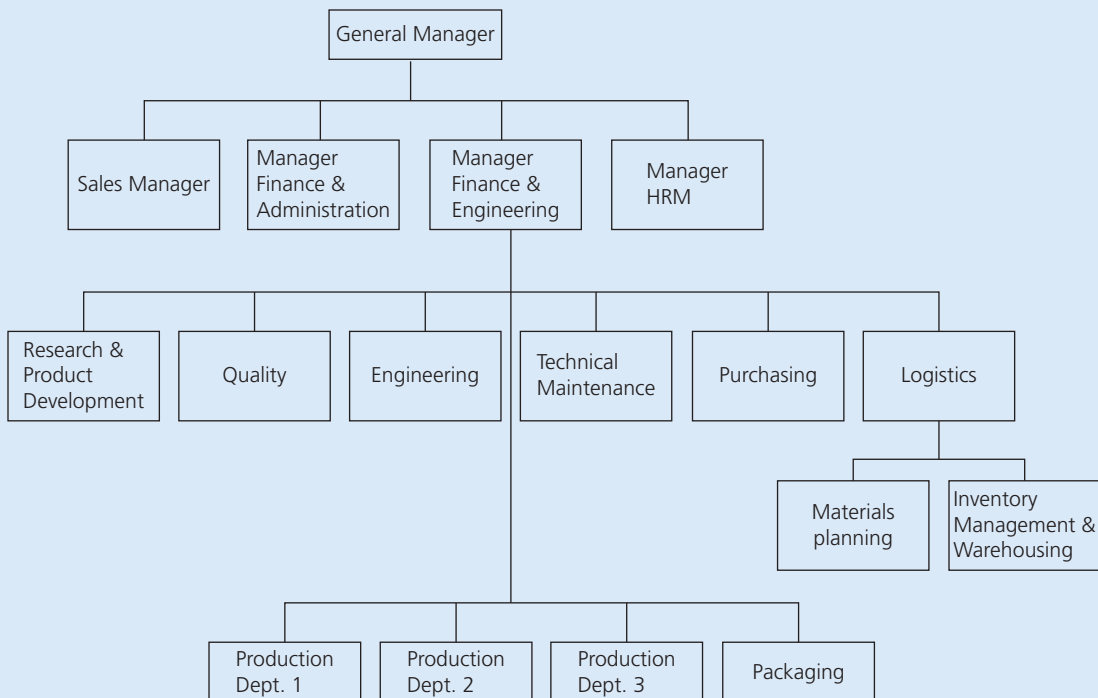 General Manager
Sales Manager
Manager
Finance &
Administration
Manager
Finance &
Engineering
Manager
HRM
Research &
Product
Development
Quality
Engineering
Technical
Maintenance
Purchasing
Logistics
Materials
planning
Inventory
Management &
Warehousing
Production
Dept. 1
Production
Dept. 2
Production
Dept. 3
Packaging